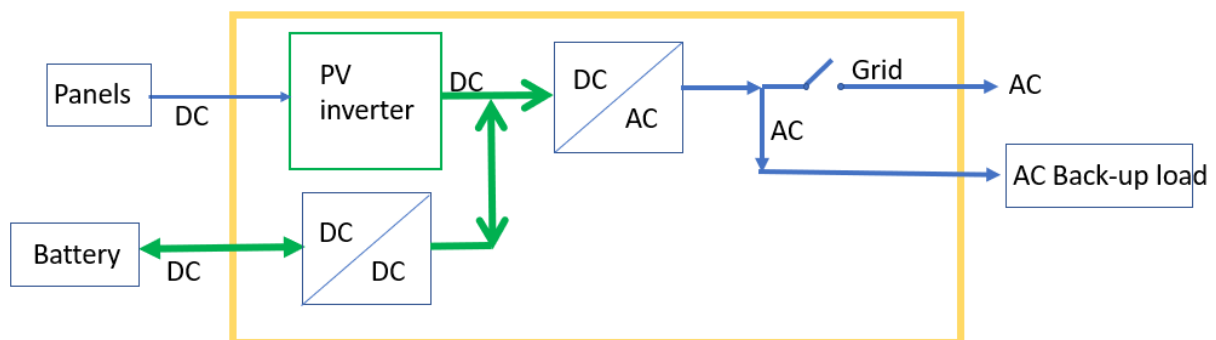 Panels
DC
PV
inverter
DC
DC
AC
Grid
AC
AC
AC Back-up load
Battery
DC
DC
DC